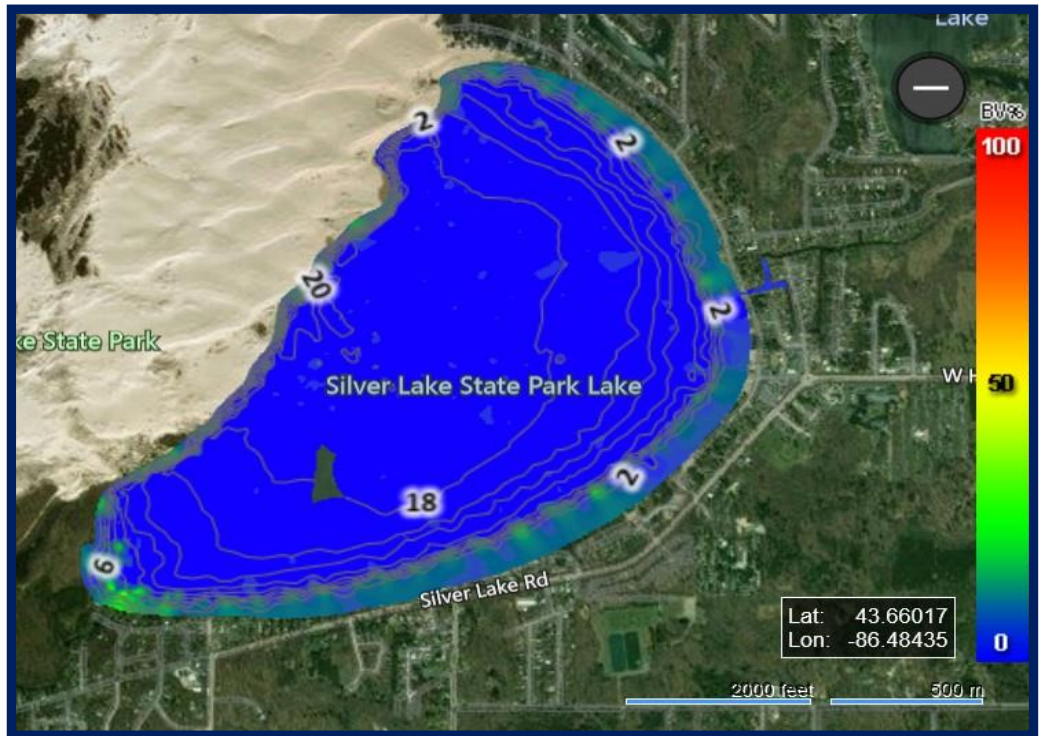 Lake
BV%
100
2
2
20
2
ke State Park
Silver Lake State Park Lake
W H
50
2
18
6
Silver Lake Rd
Lat: 43.66017
Lon: -86.48435
0
2000 feet
500 m